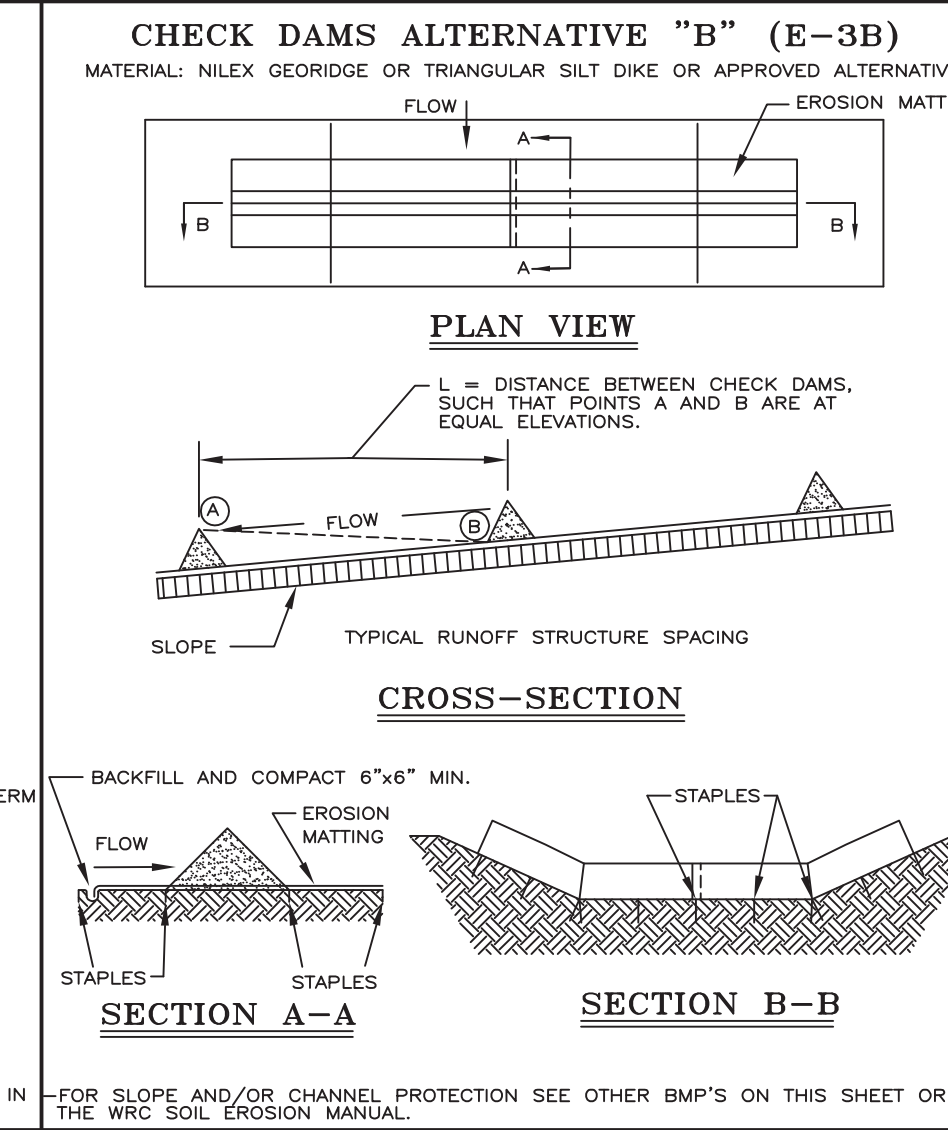 CHECK DAMS ALTERNATIVE "B" (E-3B)
MATERIAL: NILEX GEORIDGE OR TRIANGULAR SILT DIKE OR APPROVED ALTERNATIV
FLOW
EROSION MATT
A
B
B
A
PLAN VIEW
L = DISTANCE BETWEEN CHECK DAMS,
SUCH THAT POINTS A AND B ARE AT
EQUAL ELEVATIONS.
A
FLOW
B
SLOPE
TYPICAL RUNOFF STRUCTURE SPACING
CROSS-SECTION
BACKFILL AND COMPACT 6"x6" MIN.
ERM
EROSION
MATTING
FLOW
STAPLES
STAPLES
STAPLES
SECTION A-A
SECTION B-B
IN
FOR SLOPE AND/OR CHANNEL PROTECTION SEE OTHER BMP'S ON THIS SHEET OR
THE WRC SOIL EROSION MANUAL.